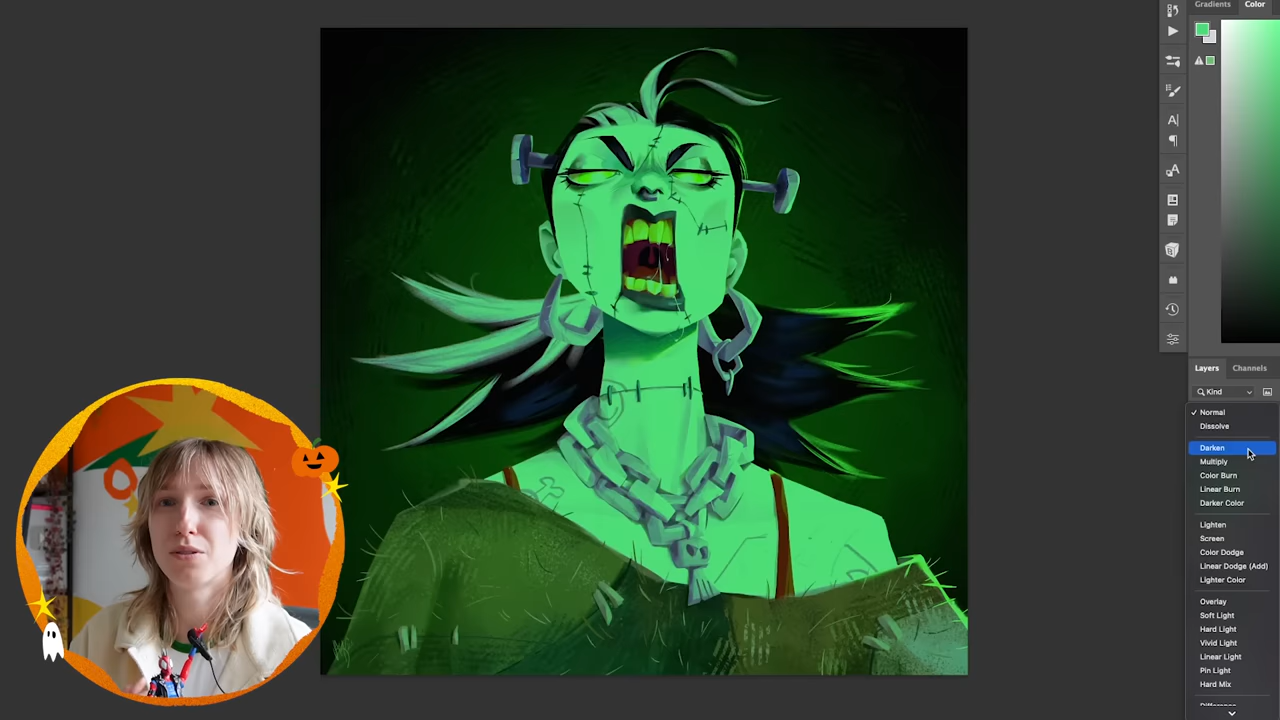 Gradients
Color
Layers
Channels
Kind
Normal
Dissolve
Darken
Multiply
Color Burn
Linear Burn
Darker Color
Lighten
Screen
Color Dodge
Linear Dodge (Add)
Lighter Color
Overlay
Soft Light
Hard Light
Vivid Light
Linear Light
Pin Light
Hard Mix